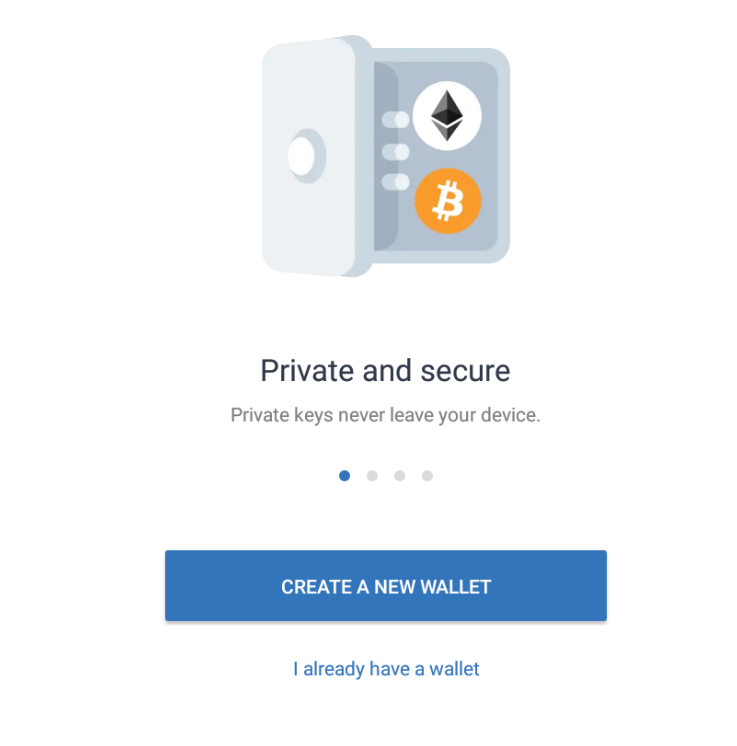 Private and secure
Private keys never leave your device.
CREATE A NEW WALLET
I already have a wallet